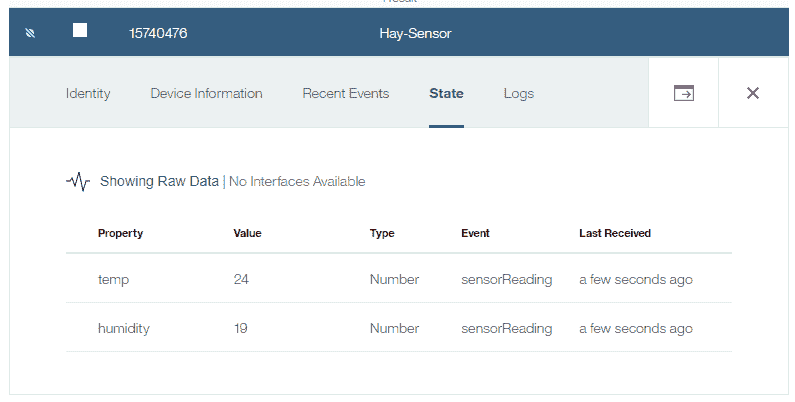 15740476 Hay-Sensor
Identity Device Information Recent Events State Logs
Showing Raw Data | No Interfaces Available
Property Value Type Event Last Received
temp 24 Number sensorReading a few seconds ago
humidity 19 Number sensorReading a few seconds ago